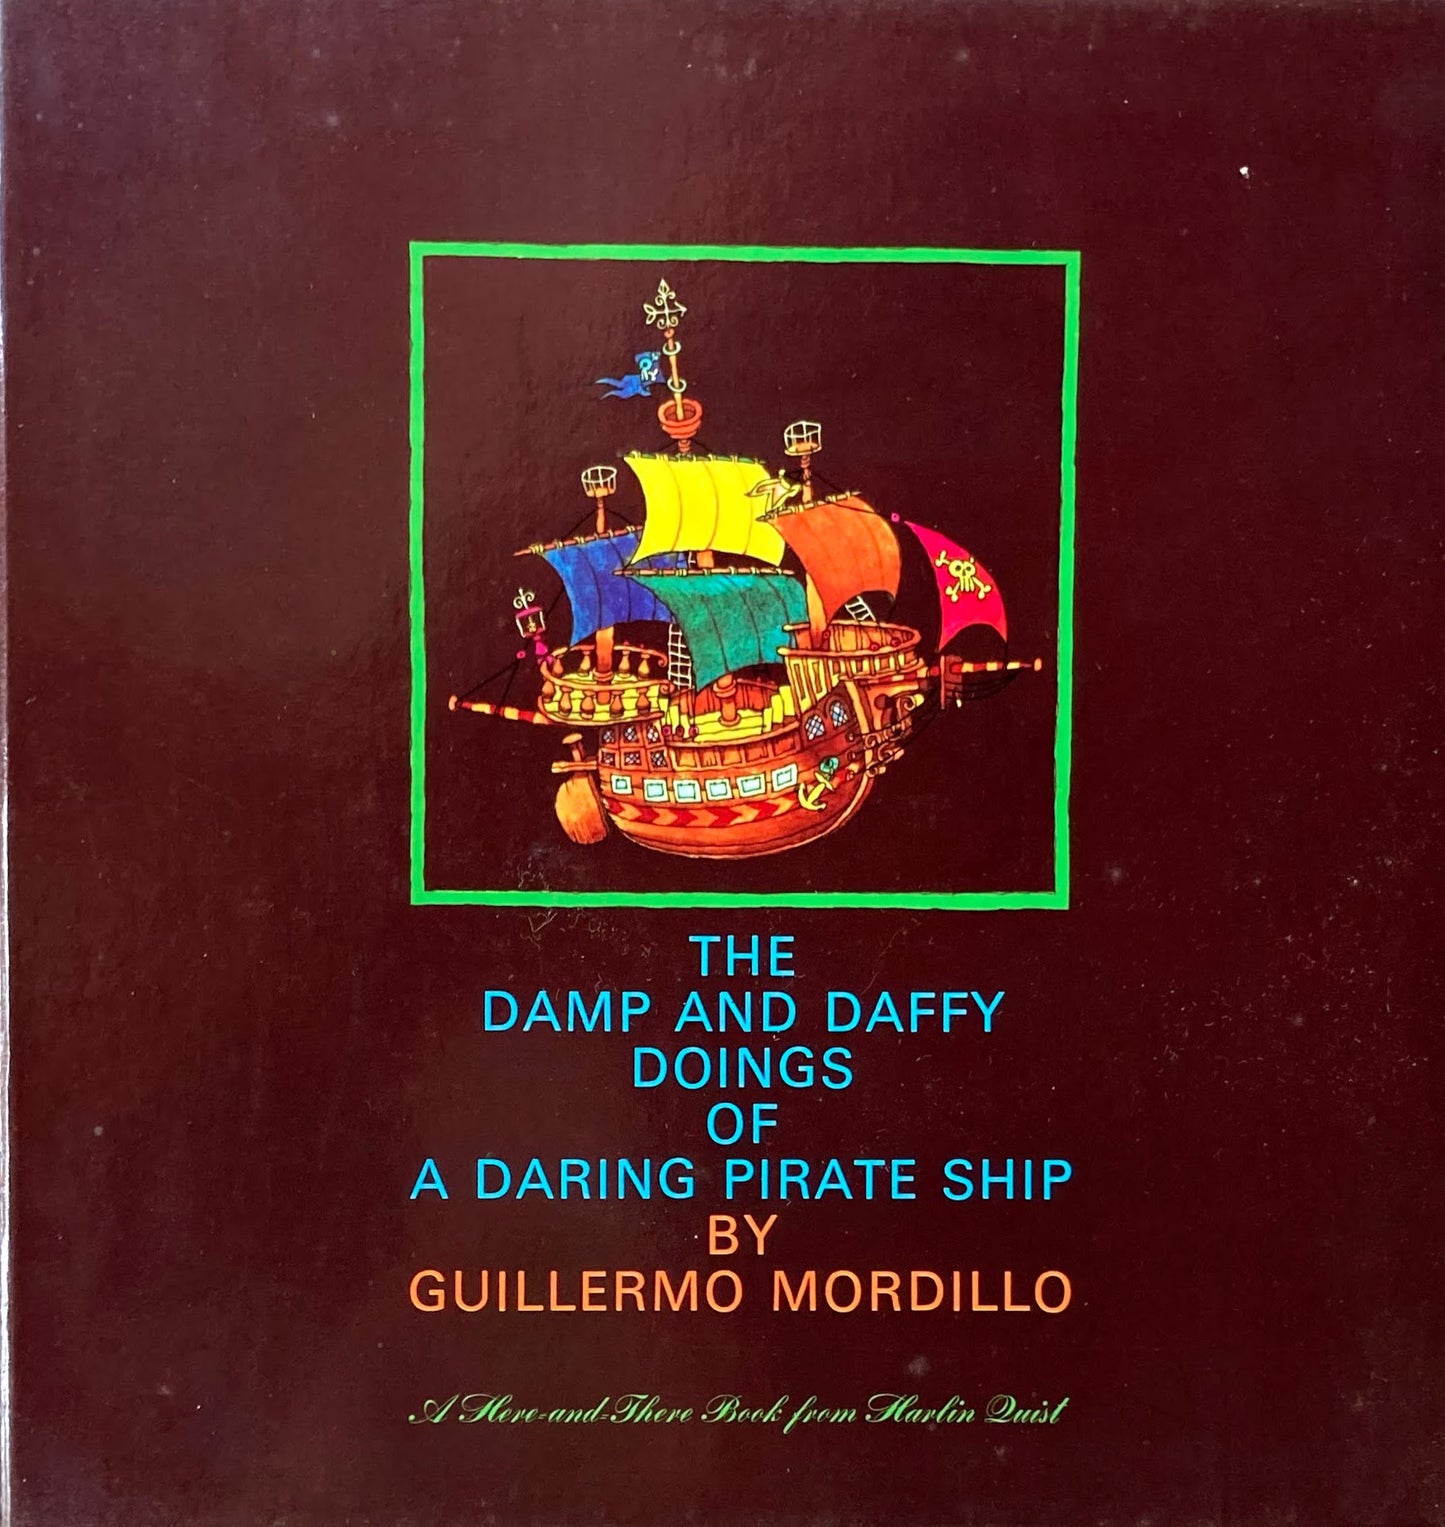 THE
DAMP AND DAFFY
DOINGS
OF
A DARING PIRATE SHIP
BY
GUILLERMO MORDILLO
A Here-and-There Book from Harlin Quist